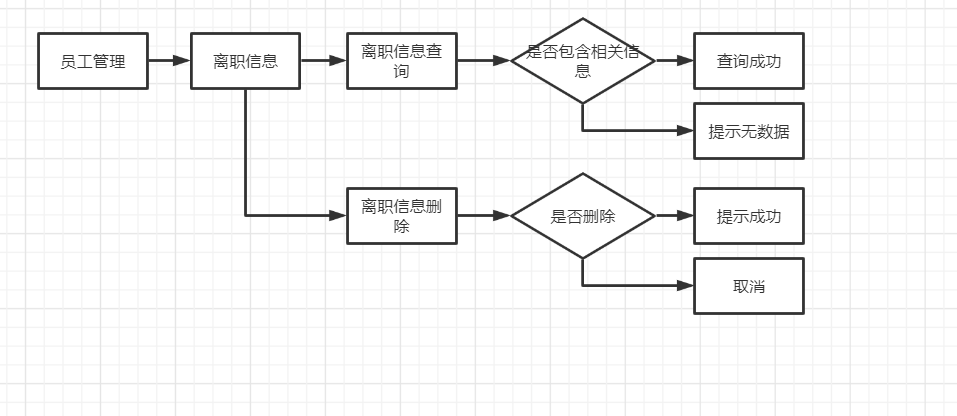 员工管理
离职信息
离职信息查
询
是否包含相关信
息
查询成功
提示无数据
离职信息删
除
是否删除
提示成功
取消